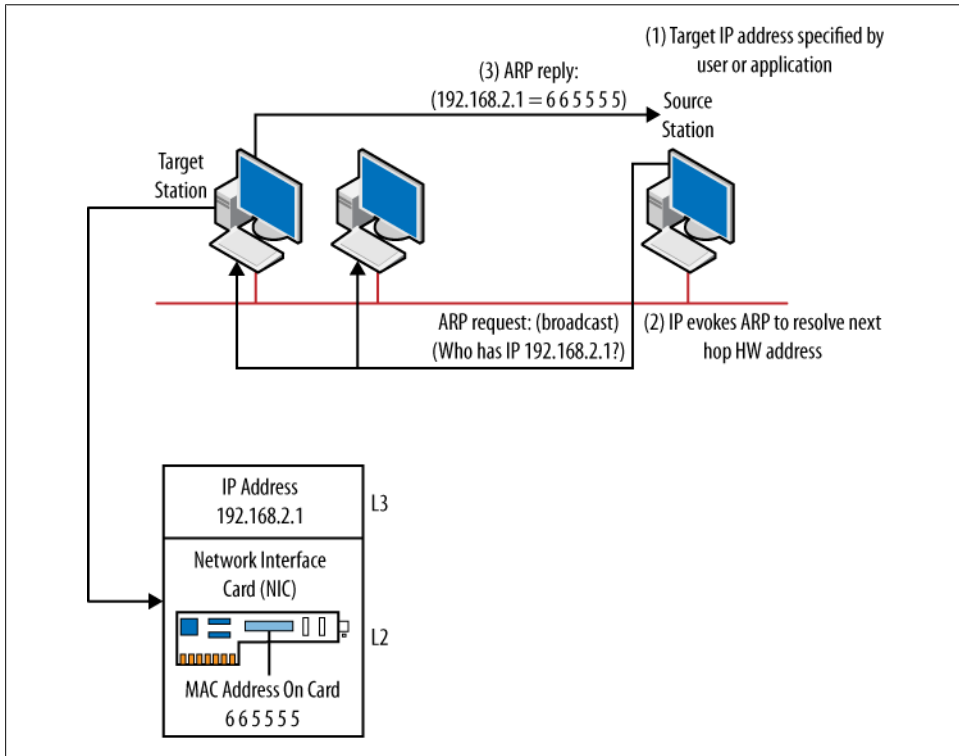 (1) Target IP address specified by
user or application
(3) ARP reply:
(192.168.2.1 = 6 6 5 5 5 5)
Source
Station
Target
Station
ARP request: (broadcast)
(Who has IP 192.168.2.1?)
(2) IP evokes ARP to resolve next
hop HW address
IP Address
192.168.2.1
L3
Network Interface
Card (NIC)
L2
MAC Address On Card
6 6 5 5 5 5